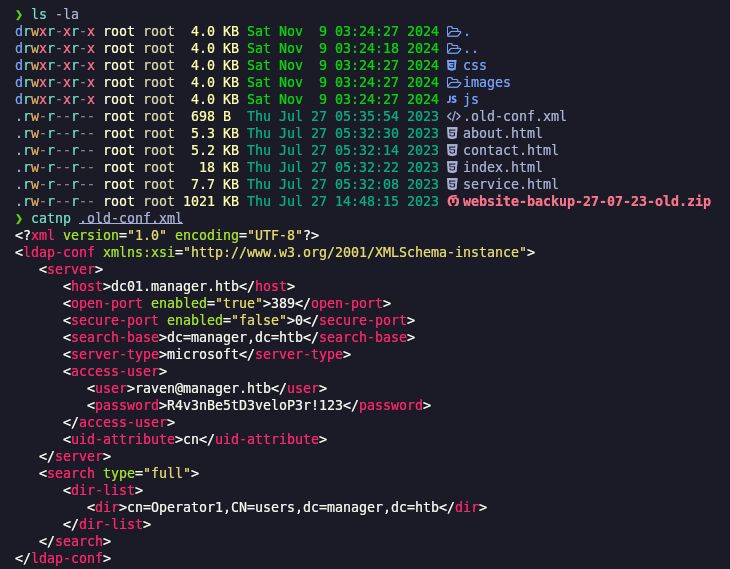 ❯ ls -la
drwxr-xr-x root root  4.0 KB Sat Nov  9 03:24:27 2024 .
drwxr-xr-x root root  4.0 KB Sat Nov  9 03:24:18 2024 ..
drwxr-xr-x root root  4.0 KB Sat Nov  9 03:24:27 2024 css
drwxr-xr-x root root  4.0 KB Sat Nov  9 03:24:27 2024 images
drwxr-xr-x root root  4.0 KB Sat Nov  9 03:24:27 2024 JS js
.rw-r--r-- root root  698 B  Thu Jul 27 05:35:54 2023 </>.old-conf.xml
.rw-r--r-- root root  5.3 KB Thu Jul 27 05:32:30 2023 about.html
.rw-r--r-- root root  5.2 KB Thu Jul 27 05:32:14 2023 contact.html
.rw-r--r-- root root   18 KB Thu Jul 27 05:32:22 2023 index.html
.rw-r--r-- root root  7.7 KB Thu Jul 27 05:32:08 2023 service.html
.rw-r--r-- root root 1021 KB Thu Jul 27 14:48:15 2023 website-backup-27-07-23-old.zip
❯ catnp .old-conf.xml
<?xml version="1.0" encoding="UTF-8"?>
<ldap-conf xmlns:xsi="http://www.w3.org/2001/XMLSchema-instance">
   <server>
      <host>dc01.manager.htb</host>
      <open-port enabled="true">389</open-port>
      <secure-port enabled="false">0</secure-port>
      <search-base>dc=manager,dc=htb</search-base>
      <server-type>microsoft</server-type>
      <access-user>
         <user>raven@manager.htb</user>
         <password>R4v3nBe5tD3veloP3r!123</password>
      </access-user>
      <uid-attribute>cn</uid-attribute>
   </server>
   <search type="full">
      <dir-list>
         <dir>cn=Operator1,CN=users,dc=manager,dc=htb</dir>
      </dir-list>
   </search>
</ldap-conf>